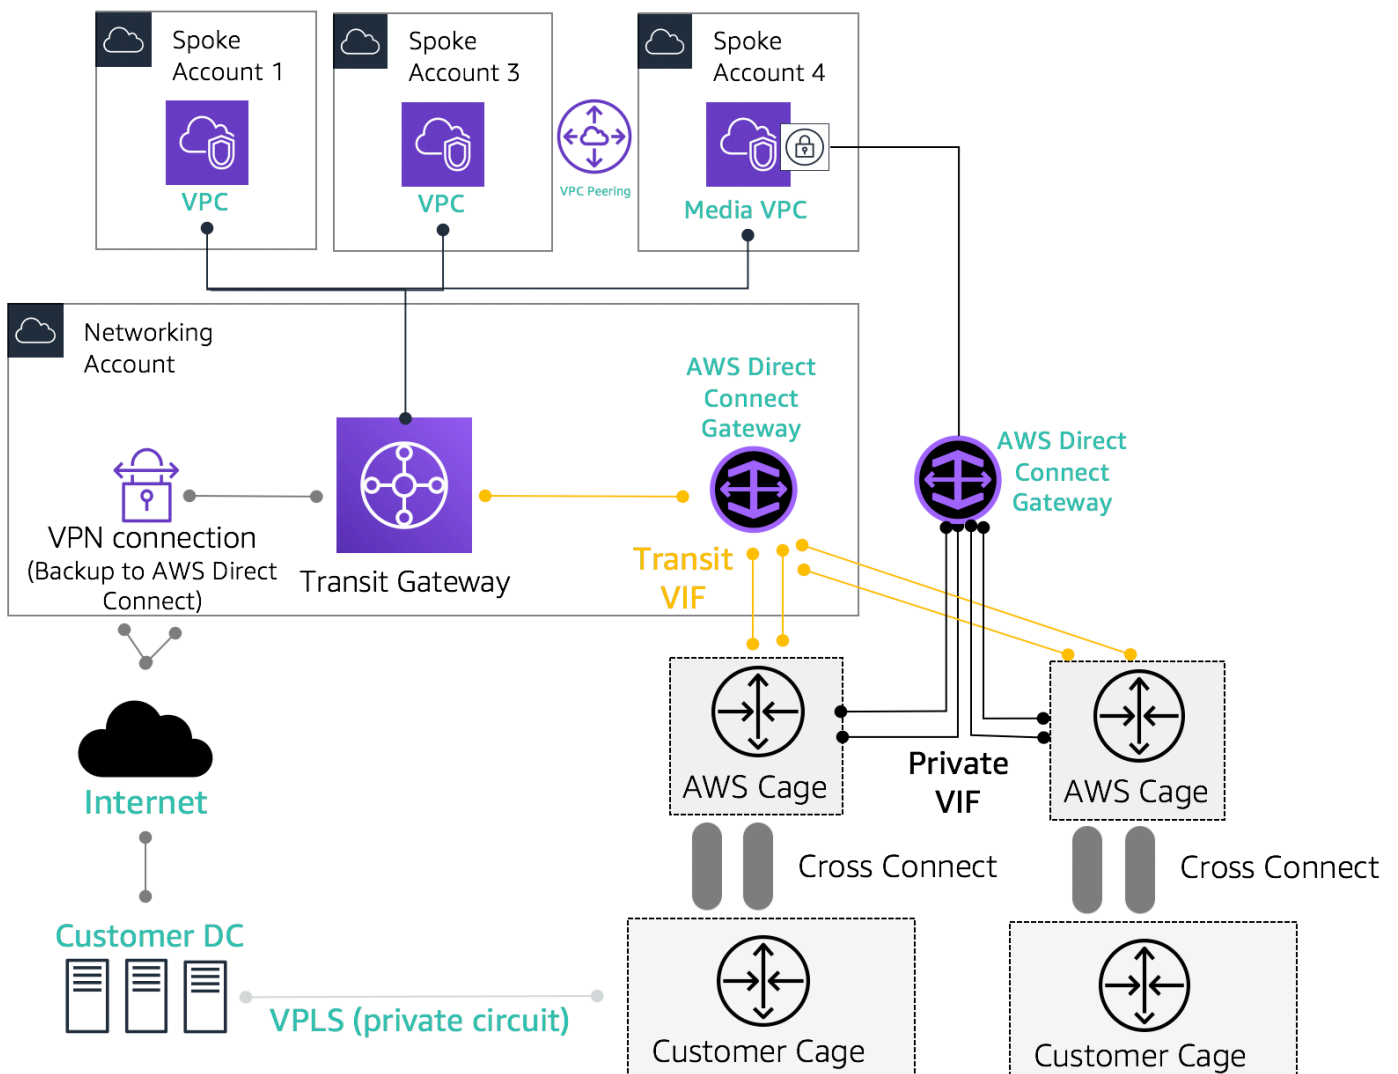 Spoke
Account 1
VPC
Spoke
Account 3
VPC
VPC Peering
Spoke
Account 4
Media VPC
Networking
Account
AWS Direct
Connect
Gateway
AWS Direct
Connect
Gateway
VPN connection
(Backup to AWS Direct
Connect)
Transit Gateway
Transit
VIF
Internet
AWS Cage
Private
VIF
AWS Cage
Cross Connect
Cross Connect
Customer DC
VPLS (private circuit)
Customer Cage
Customer Cage